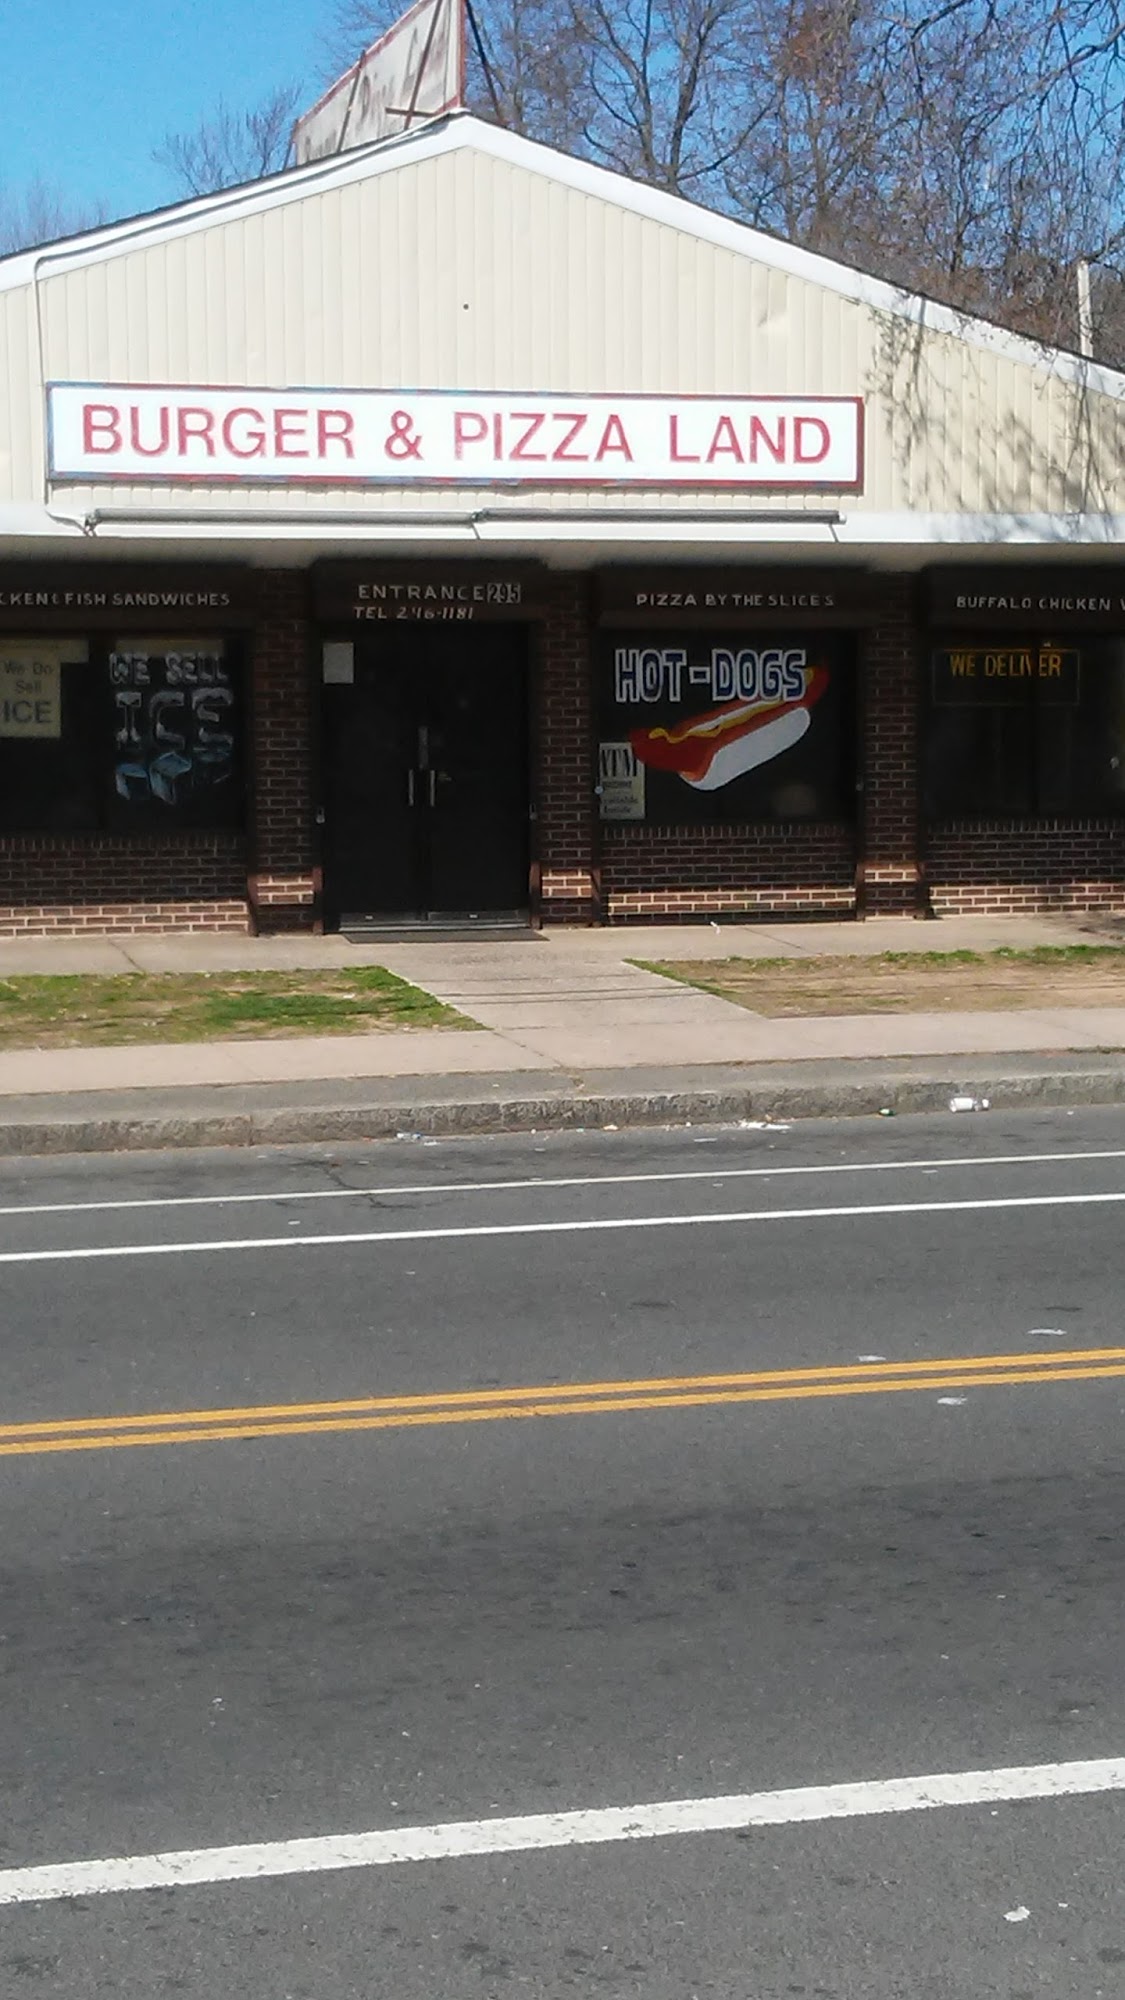 BURGER & PIZZA LAND
& FISH SANDWICHES
ENTRANCE 295
TEL 246-1181
PIZZA BY THE SLICES
BUFFALO CHICKEN
We Do
Sell
ICE
WE SELL
ICE
HOT-DOGS
ATM
WE DELIVER